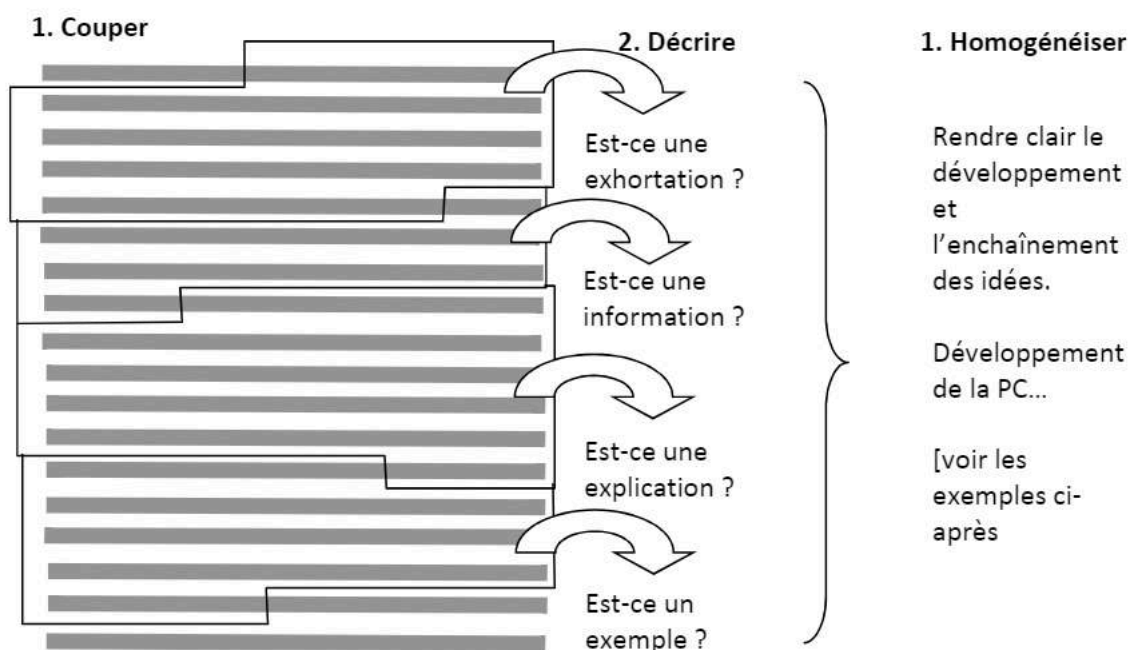 1. Couper
2. Décrire
Est-ce une
exhortation ?
Est-ce une
information ?
Est-ce une
explication ?
Est-ce un
exemple ?
1. Homogénéiser
Rendre clair le
développement
et
l’enchaînement
des idées.
Développement
de la PC…
[voir les
exemples ci-
après